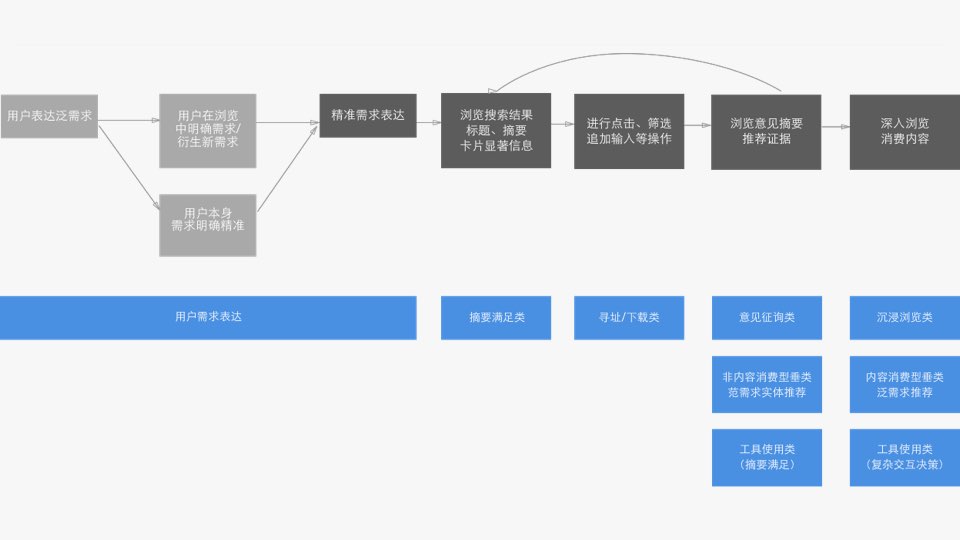 用户表达泛需求
用户在浏览
中明确需求/
衍生新需求
用户本身
需求明确精准
精准需求表达
浏览搜索结果
标题、摘要
卡片显著信息
进行点击、筛选
追加输入等操作
浏览意见摘要
推荐证据
深入浏览
消费内容
用户需求表达
摘要满足类
寻址/下载类
意见征询类
沉浸浏览类
非内容消费型垂类
范需求实体推荐
内容消费型垂类
泛需求推荐
工具使用类
（摘要满足）
工具使用类
（复杂交互决策）